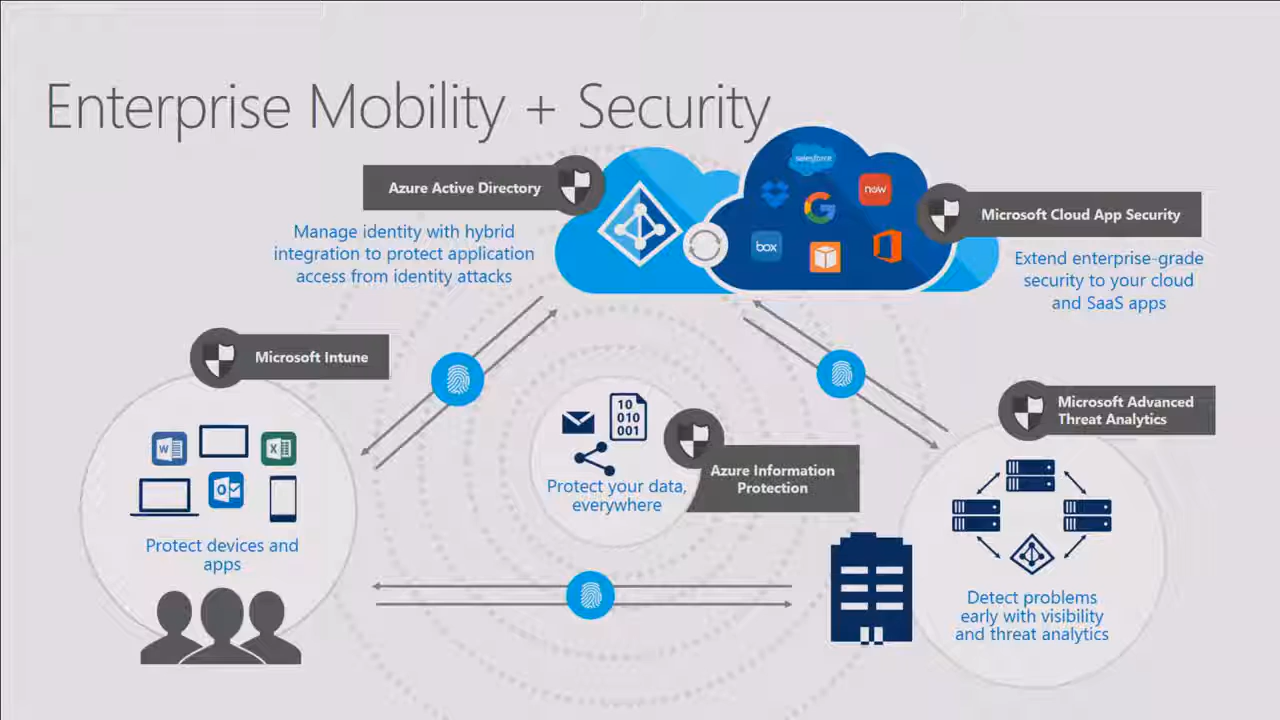 Enterprise Mobility + Security
Azure Active Directory
Manage identity with hybrid
integration to protect application
access from identity attacks
salesforce
now
box
Microsoft Cloud App Security
Extend enterprise-grade
security to your cloud
and SaaS apps
Microsoft Intune
W
X
O
Protect devices and
apps
10
010
001
Protect your data,
everywhere
Azure Information
Protection
Microsoft Advanced
Threat Analytics
Detect problems
early with visibility
and threat analytics